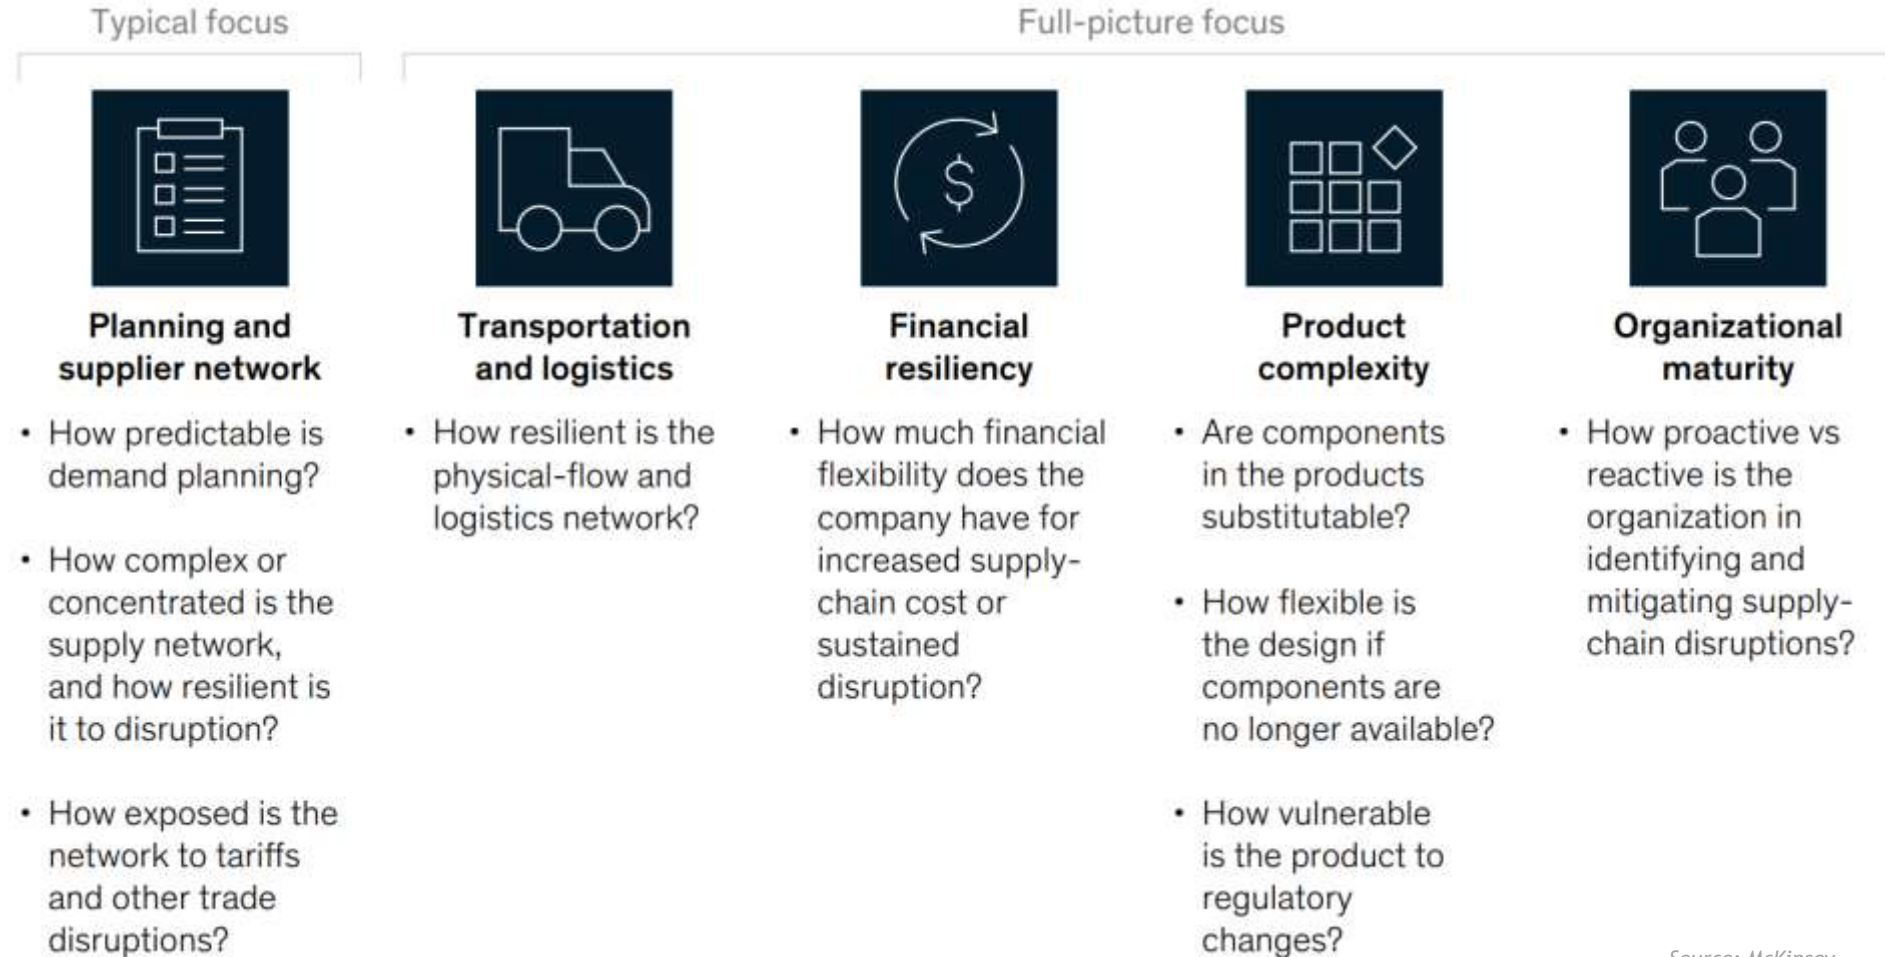 Typical focus
Full-picture focus
Planning and
supplier network
• How predictable is
demand planning?
• How complex or
concentrated is the
supply network,
and how resilient is
it to disruption?
• How exposed is the
network to tariffs
and other trade
disruptions?
Transportation
and logistics
• How resilient is the
physical-flow and
logistics network?
Financial
resiliency
$
• How much financial
flexibility does the
company have for
increased supply-
chain cost or
sustained
disruption?
Product
complexity
• Are components
in the products
substitutable?
• How flexible is
the design if
components are
no longer available?
• How vulnerable
is the product to
regulatory
changes?
Organizational
maturity
• How proactive vs
reactive is the
organization in
identifying and
mitigating supply-
chain disruptions?
Source: McKinsey